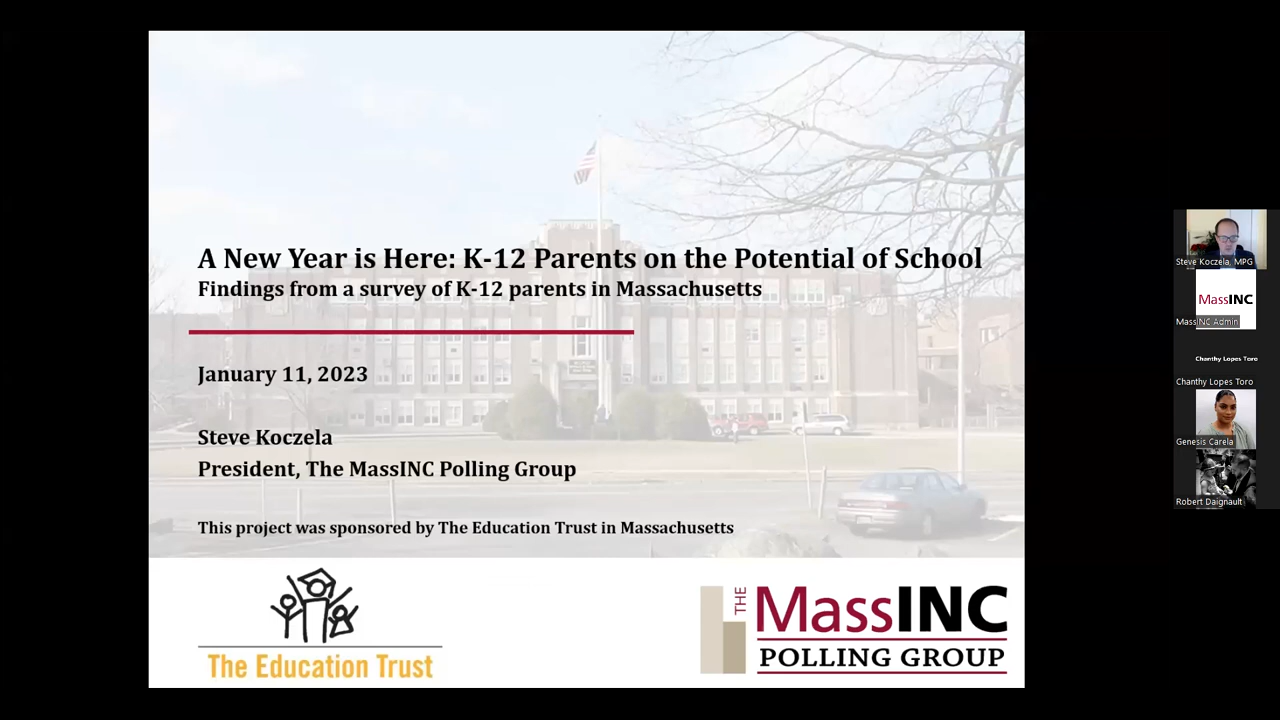 A New Year is Here: K-12 Parents on the Potential of School
Findings from a survey of K-12 parents in Massachusetts
January 11, 2023
Steve Koczela
President, The MassINC Polling Group
This project was sponsored by The Education Trust in Massachusetts
The Education Trust
THE MassINC
POLLING GROUP
Steve Koczela, MPG
MassINC
MassINC Admin
Chanthy Lopes Toro
Chanthy Lopes Toro
Genesis Carela
Robert Daignault